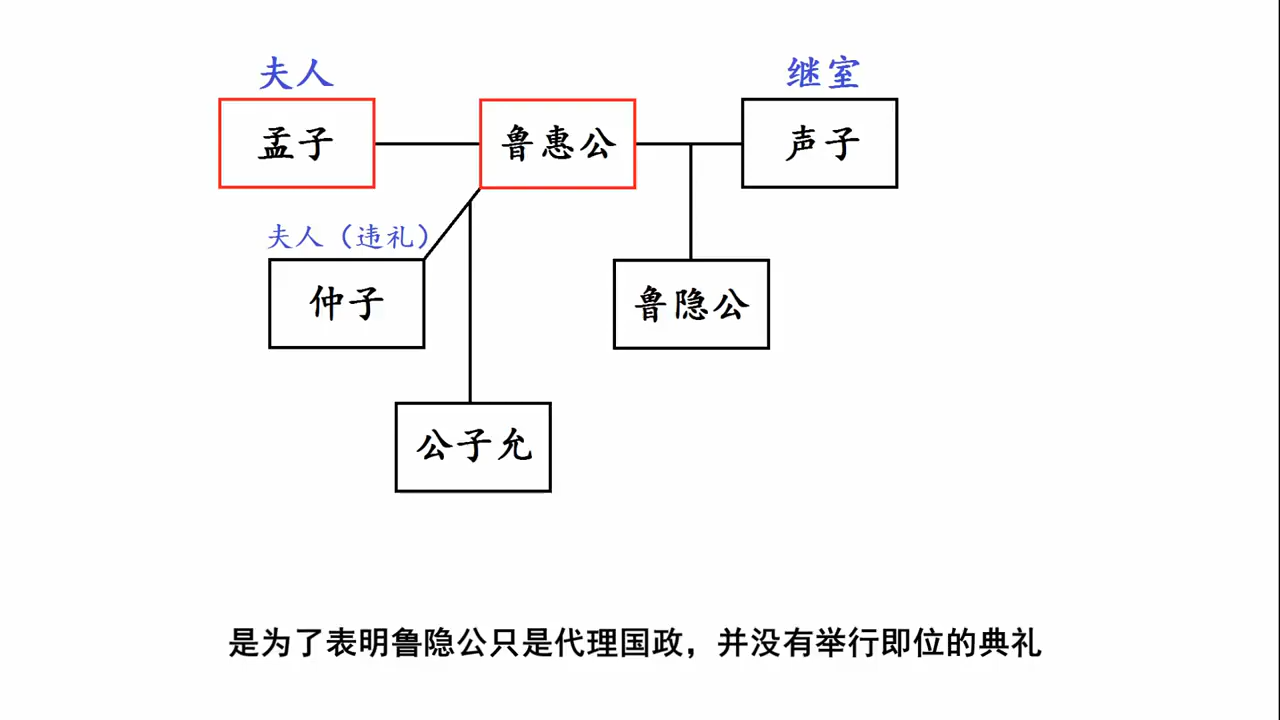 夫人
继室
孟子
鲁惠公
声子
夫人（违礼）
仲子
鲁隐公
公子允
是为了表明鲁隐公只是代理国政，并没有举行即位的典礼